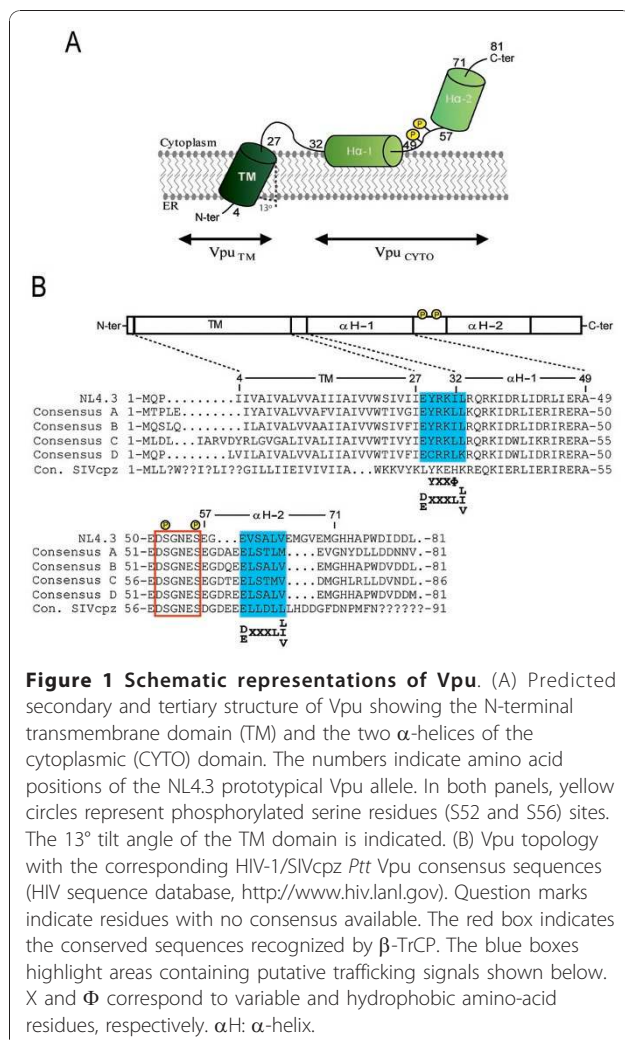 A
81
C-ter
71
Hα-2
P
P
57
Cytoplasm
27
32
Hα-1
49
TM
ER
N-ter
4
13°
Vpu TM
Vpu CYTO
B
P P
N-ter TM αH-1 αH-2 C-ter
4 TM 27 32 αH-1 49
NL4.3 1-MQP.........IIVAIVALVVAIIIAIVVWSIVIIEYRKILRQRKIDRLIDRLIERA-49
Consensus A 1-MTPLE.......IYAIVALVVAFVIAIVVWTIVGIEYRKLLKQRKIDRLIERIRERA-50
Consensus B 1-MQSLQ.......ILAIVALVVAAIIAIVVWSIVFIEYRKILRQRKIDRLIDRIRERA-50
Consensus C 1-MLDL...IARVDYRLGVGALIVALIIAIVVWTIVYIEYRKLLRQRKIDWLIKRIRERA-55
Consensus D 1-MQP.......LVILAIVALVVALILAIVVWTIVFIECRRLKRQRKIDWLIDRIRERA-50
Con. SIVcpz 1-MLL?W??I?LI??GILLIIEIVIVIIA...WKKVYKLYKEHKREQKIERLIERIRERA-55
YXXΦ
D L
E XXXLI
V
57 αH-2 71
P P
NL4.3 50-EDSGNESEG...EVSALVEMGVEMGHHAPWDIDDL.-81
Consensus A 51-EDSGNESEGDAEELSTLM....EVGNYDLLDDNNV.-81
Consensus B 51-EDSGNESEGDQEELSALV....EMGHHAPWDVDDL.-81
Consensus C 56-EDSGNESEGDTEELSTMV....DMGHLRLLDVNDL.-86
Consensus D 51-EDSGNESEGDREELSALV....EMGHHAPWDVDDM.-81
Con. SIVcpz 56-EDSGNESDGDEEELLDLLLHDDGFDNPMFN??????-91
D L
E XXXLI
V
Figure 1 Schematic representations of Vpu. (A) Predicted
secondary and tertiary structure of Vpu showing the N-terminal
transmembrane domain (TM) and the two α-helices of the
cytoplasmic (CYTO) domain. The numbers indicate amino acid
positions of the NL4.3 prototypical Vpu allele. In both panels, yellow
circles represent phosphorylated serine residues (S52 and S56) sites.
The 13° tilt angle of the TM domain is indicated. (B) Vpu topology
with the corresponding HIV-1/SIVcpz Ptt Vpu consensus sequences
(HIV sequence database, http://www.hiv.lanl.gov). Question marks
indicate residues with no consensus available. The red box indicates
the conserved sequences recognized by β-TrCP. The blue boxes
highlight areas containing putative trafficking signals shown below.
X and Φ correspond to variable and hydrophobic amino-acid
residues, respectively. αH: α-helix.